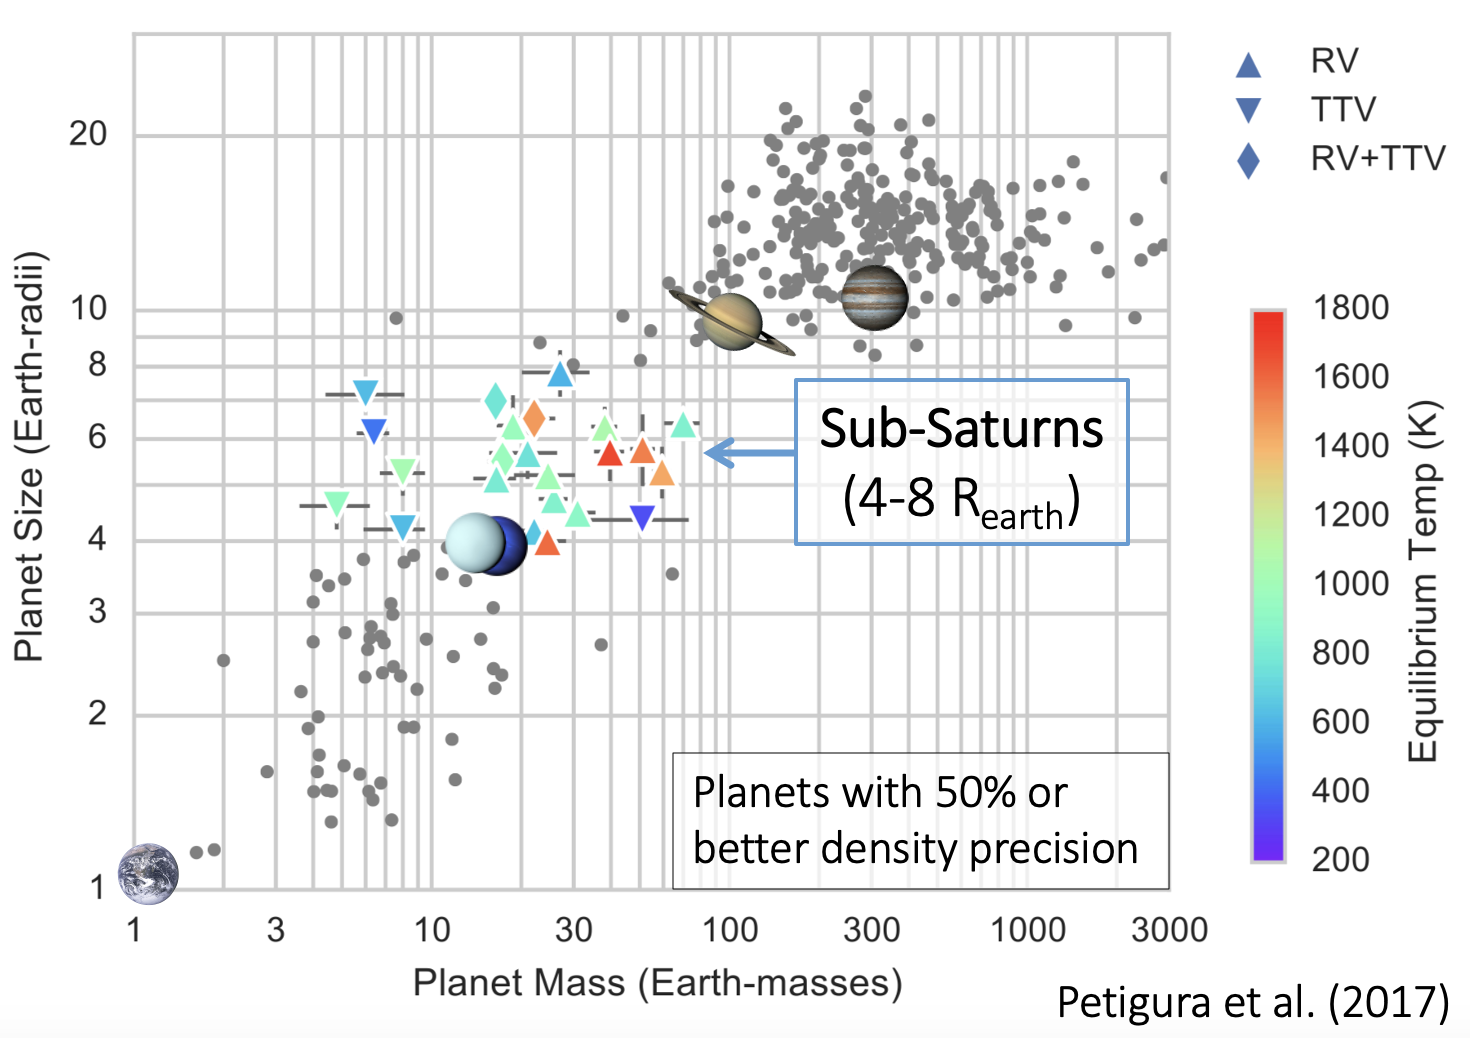 RV
TTV
RV+TTV
20
10
8
6
4
3
2
1
Planet Size (Earth-radii)
1 3 10 30 100 300 1000 3000
Planet Mass (Earth-masses)
Sub-Saturns
(4-8 Rearth)
Planets with 50% or
better density precision
1800
1600
1400
1200
1000
800
600
400
200
Equilibrium Temp (K)
Petigura et al. (2017)